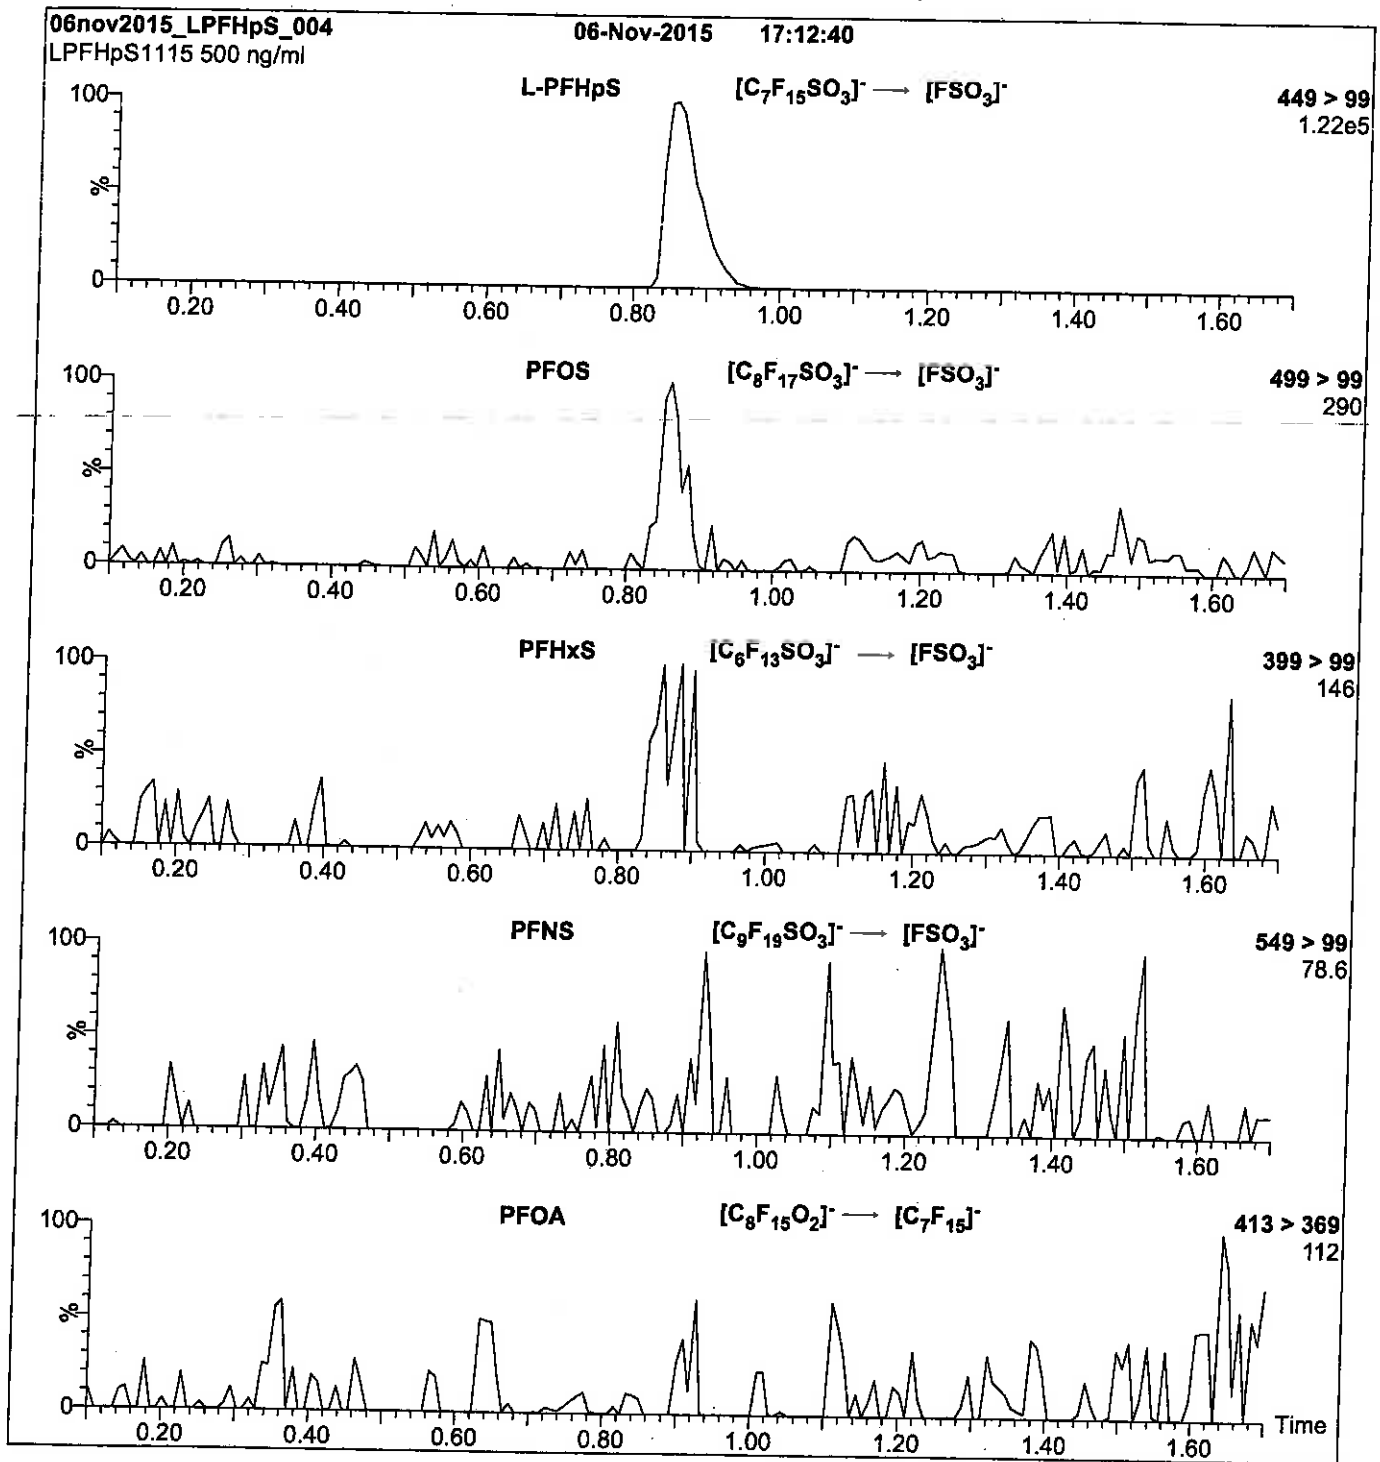 06nov2015_LPFHpS_004 06-Nov-2015 17:12:40
LPFHpS1115 500 ng/ml
L-PFHpS [C₇F₁₅SO₃]⁻ → [FSO₃]⁻ 449 > 99
1.22e5
100
%
0
0.20 0.40 0.60 0.80 1.00 1.20 1.40 1.60
PFOS [C₈F₁₇SO₃]⁻ → [FSO₃]⁻ 499 > 99
290
100
%
0
0.20 0.40 0.60 0.80 1.00 1.20 1.40 1.60
PFHxS [C₆F₁₃SO₃]⁻ → [FSO₃]⁻ 399 > 99
146
100
%
0
0.20 0.40 0.60 0.80 1.00 1.20 1.40 1.60
PFNS [C₉F₁₉SO₃]⁻ → [FSO₃]⁻ 549 > 99
78.6
100
%
0
0.20 0.40 0.60 0.80 1.00 1.20 1.40 1.60
PFOA [C₈F₁₅O₂]⁻ → [C₇F₁₅]⁻ 413 > 369
112
100
%
0
0.20 0.40 0.60 0.80 1.00 1.20 1.40 1.60 Time